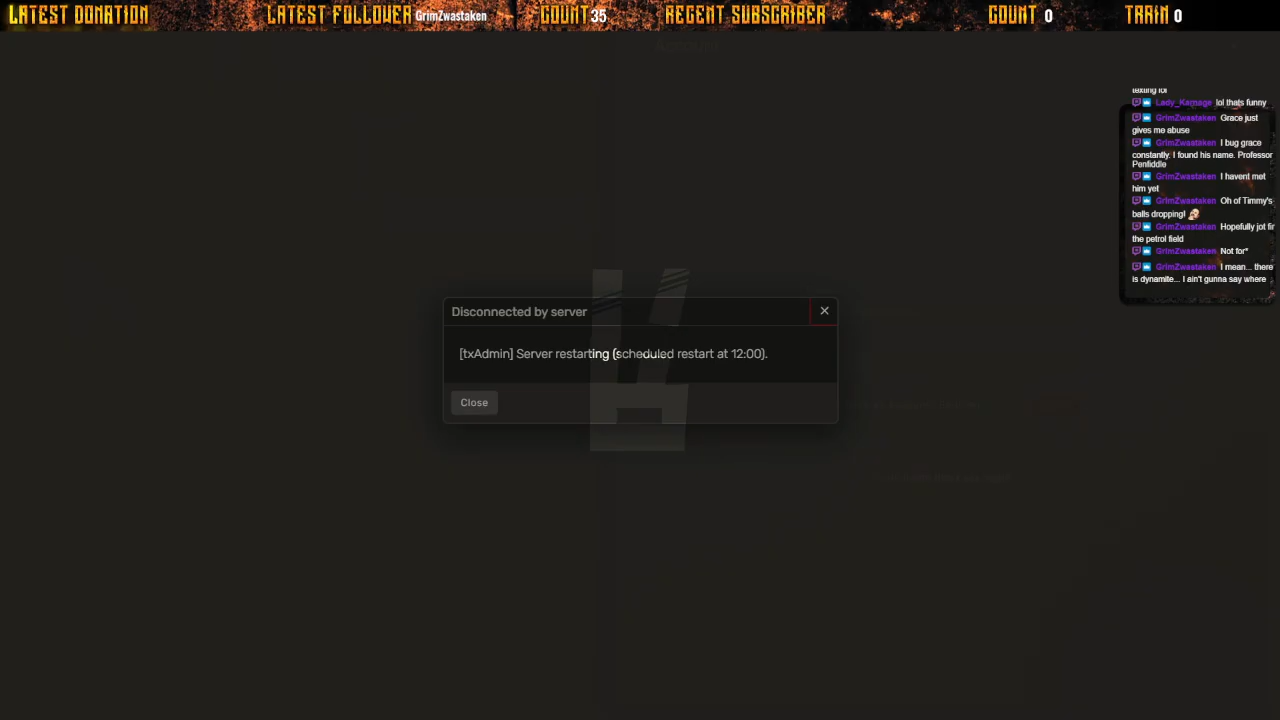 LATEST DONATION
LATEST FOLLOWER GrimZwastaken
COUNT 35
RECENT SUBSCRIBER
COUNT 0
TRAIN 0
texting lol
Lady_Karnage lol thats funny
GrimZwastaken Grace just
gives me abuse
GrimZwastaken I bug grace
constantly. I found his name. Professor
Penfiddle
GrimZwastaken I havent met
him yet
GrimZwastaken Oh of Timmy's
balls dropping!
GrimZwastaken Hopefully jot fir
the petrol field
GrimZwastaken Not for*
GrimZwastaken I mean... there
is dynamite... I ain't gunna say where
Disconnected by server
[txAdmin] Server restarting (scheduled restart at 12:00).
Close